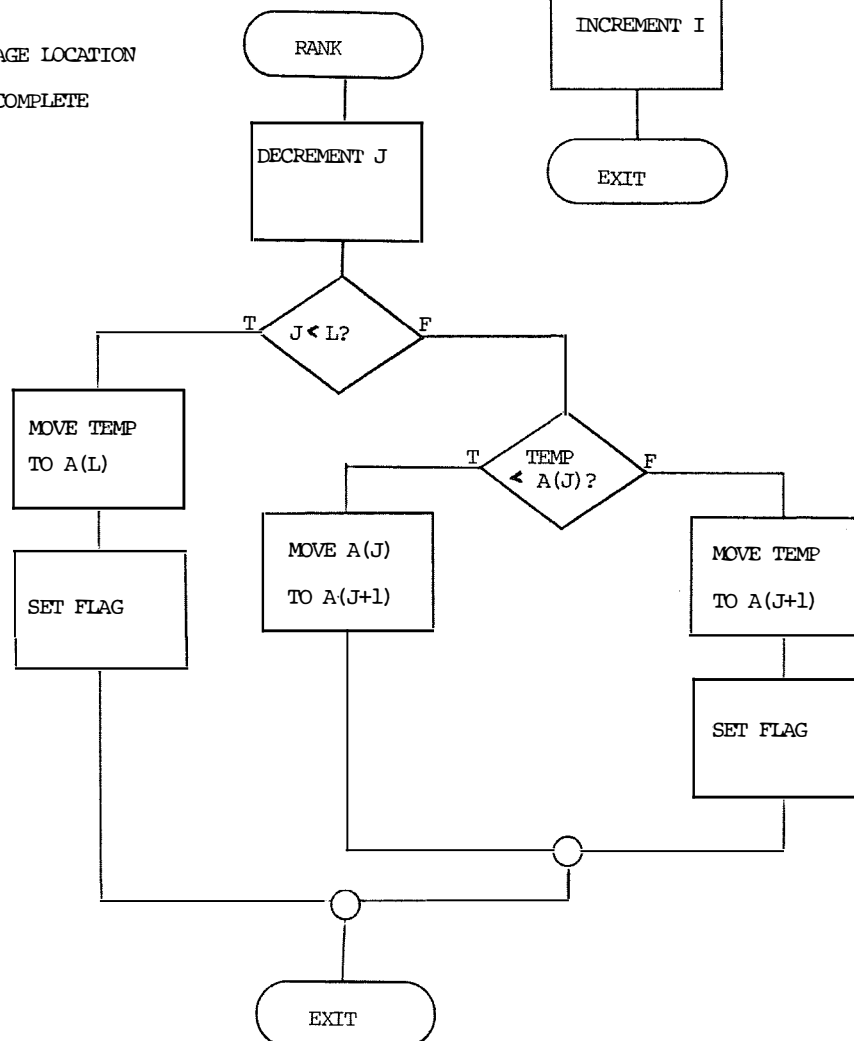 AGE LOCATION
COMPLETE
RANK
INCREMENT I
DECREMENT J
EXIT
T
J < L?
F
MOVE TEMP
TO A(L)
T
TEMP
< A(J)?
F
MOVE A(J)
TO A(J+1)
MOVE TEMP
TO A(J+1)
SET FLAG
SET FLAG
EXIT